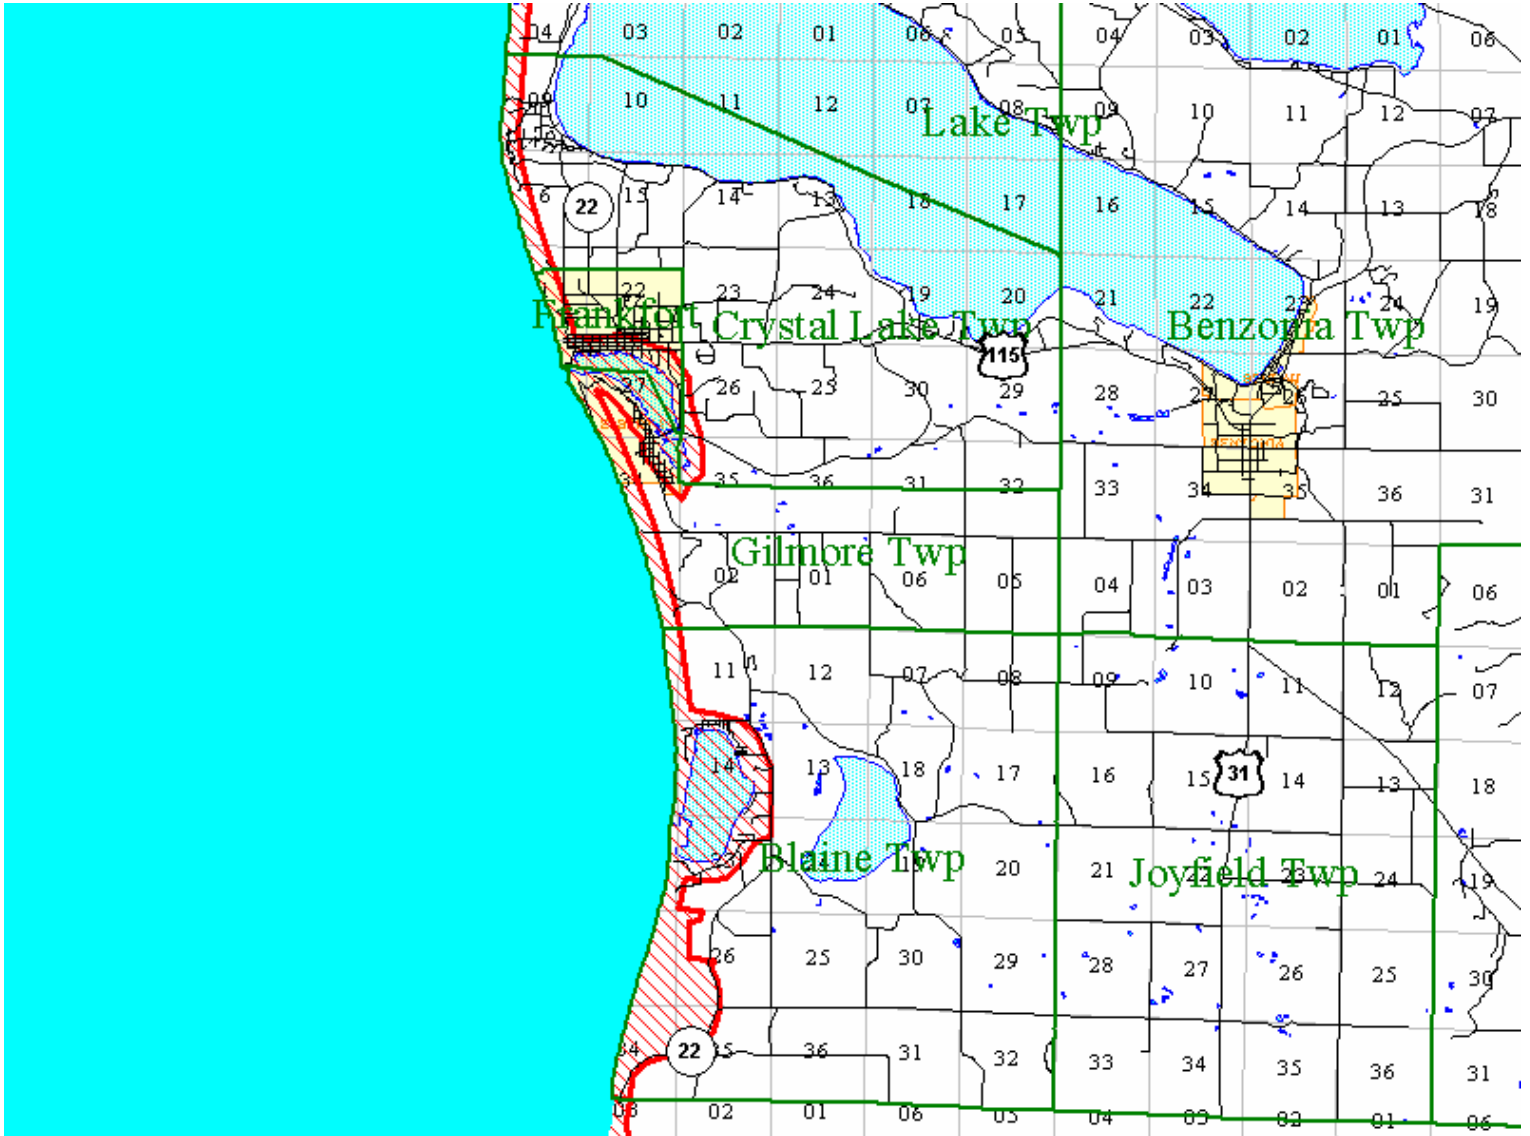 04 03 02 01 06 05 04 03 02 01 06
09 10 11 12 07 08 09 10 11 12 07
Lake Twp
22 15 14 13 18 17 16 15 14 13 18
22 23 24 19 20 21 22 23 24 19
Frankfort Crystal Lake Twp Benzonia Twp
115
27 26 25 30 29 28 27 26 25 30
34 35 36 31 32 33 34 35 36 31
Gilmore Twp
02 01 06 05 04 03 02 01 06
11 12 07 08 09 10 11 12 07
14 13 18 17 16 15 31 14 13 18
23 Blaine Twp 19 20 21 22 23 24 19
Joyfield Twp
26 25 30 29 28 27 26 25 30
34 22 35 36 31 32 33 34 35 36 31
03 02 01 06 05 04 03 02 01 06